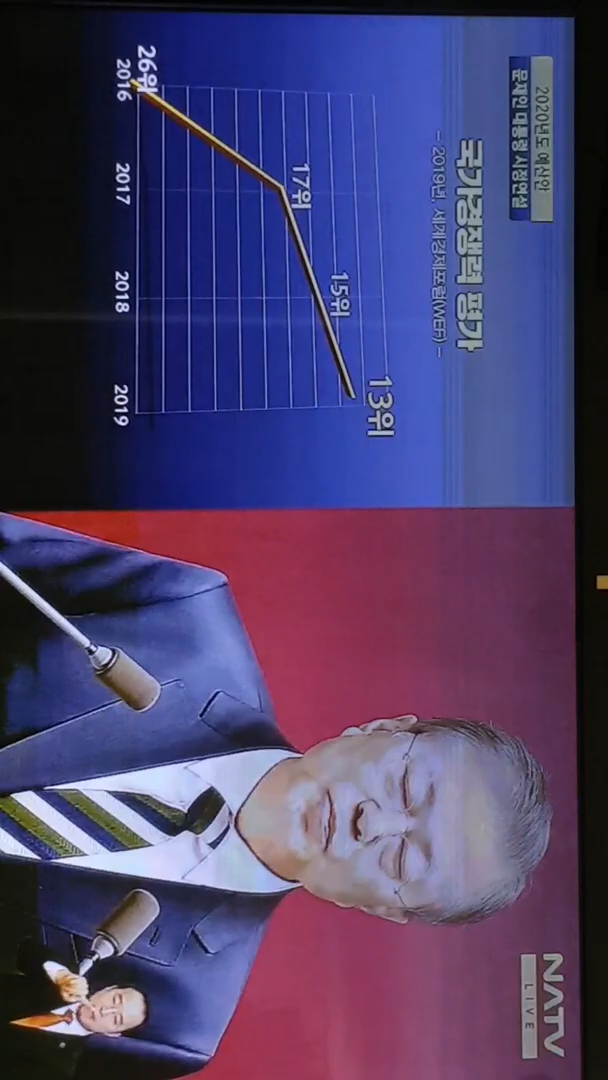 2020년도 예산안
문재인 대통령 시정연설
국가경쟁력 평가
- 2019년, 세계경제포럼(WEF) -
26위
17위
15위
13위
2016
2017
2018
2019
NATV
LIVE